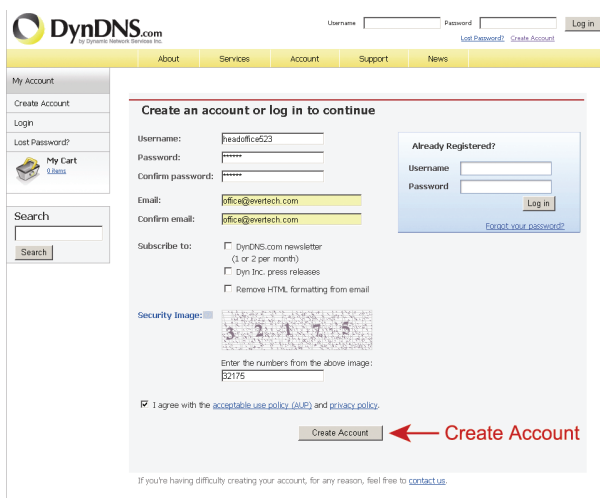 DynDNS.com
by Dynamic Network Services Inc.
Username Password Log in
Lost Password? Create Account
About Services Account Support News
My Account
Create Account
Login
Lost Password?
My Cart
0 items
Search
Search
Create an account or log in to continue
Username: headoffice523
Password: ******
Confirm password: ******
Email: office@evertech.com
Confirm email: office@evertech.com
Subscribe to: DynDNS.com newsletter
(1 or 2 per month)
Dyn Inc. press releases
Remove HTML formatting from email
Security Image:
3 2 1 7 5
Enter the numbers from the above image:
32175
I agree with the acceptable use policy (AUP) and privacy policy.
Create Account
Create Account
If you're having difficulty creating your account, for any reason, feel free to contact us.
Already Registered?
Username
Password
Log in
Forgot your password?